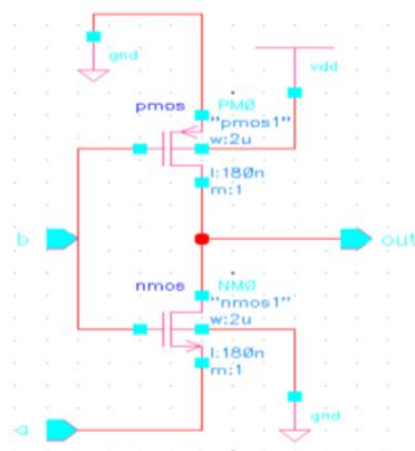 gnd
vdd
pmos
PM0
"pmos1"
w:2u
l:180n
m:1
b
out
nmos
NM0
"nmos1"
w:2u
l:180n
m:1
gnd
a